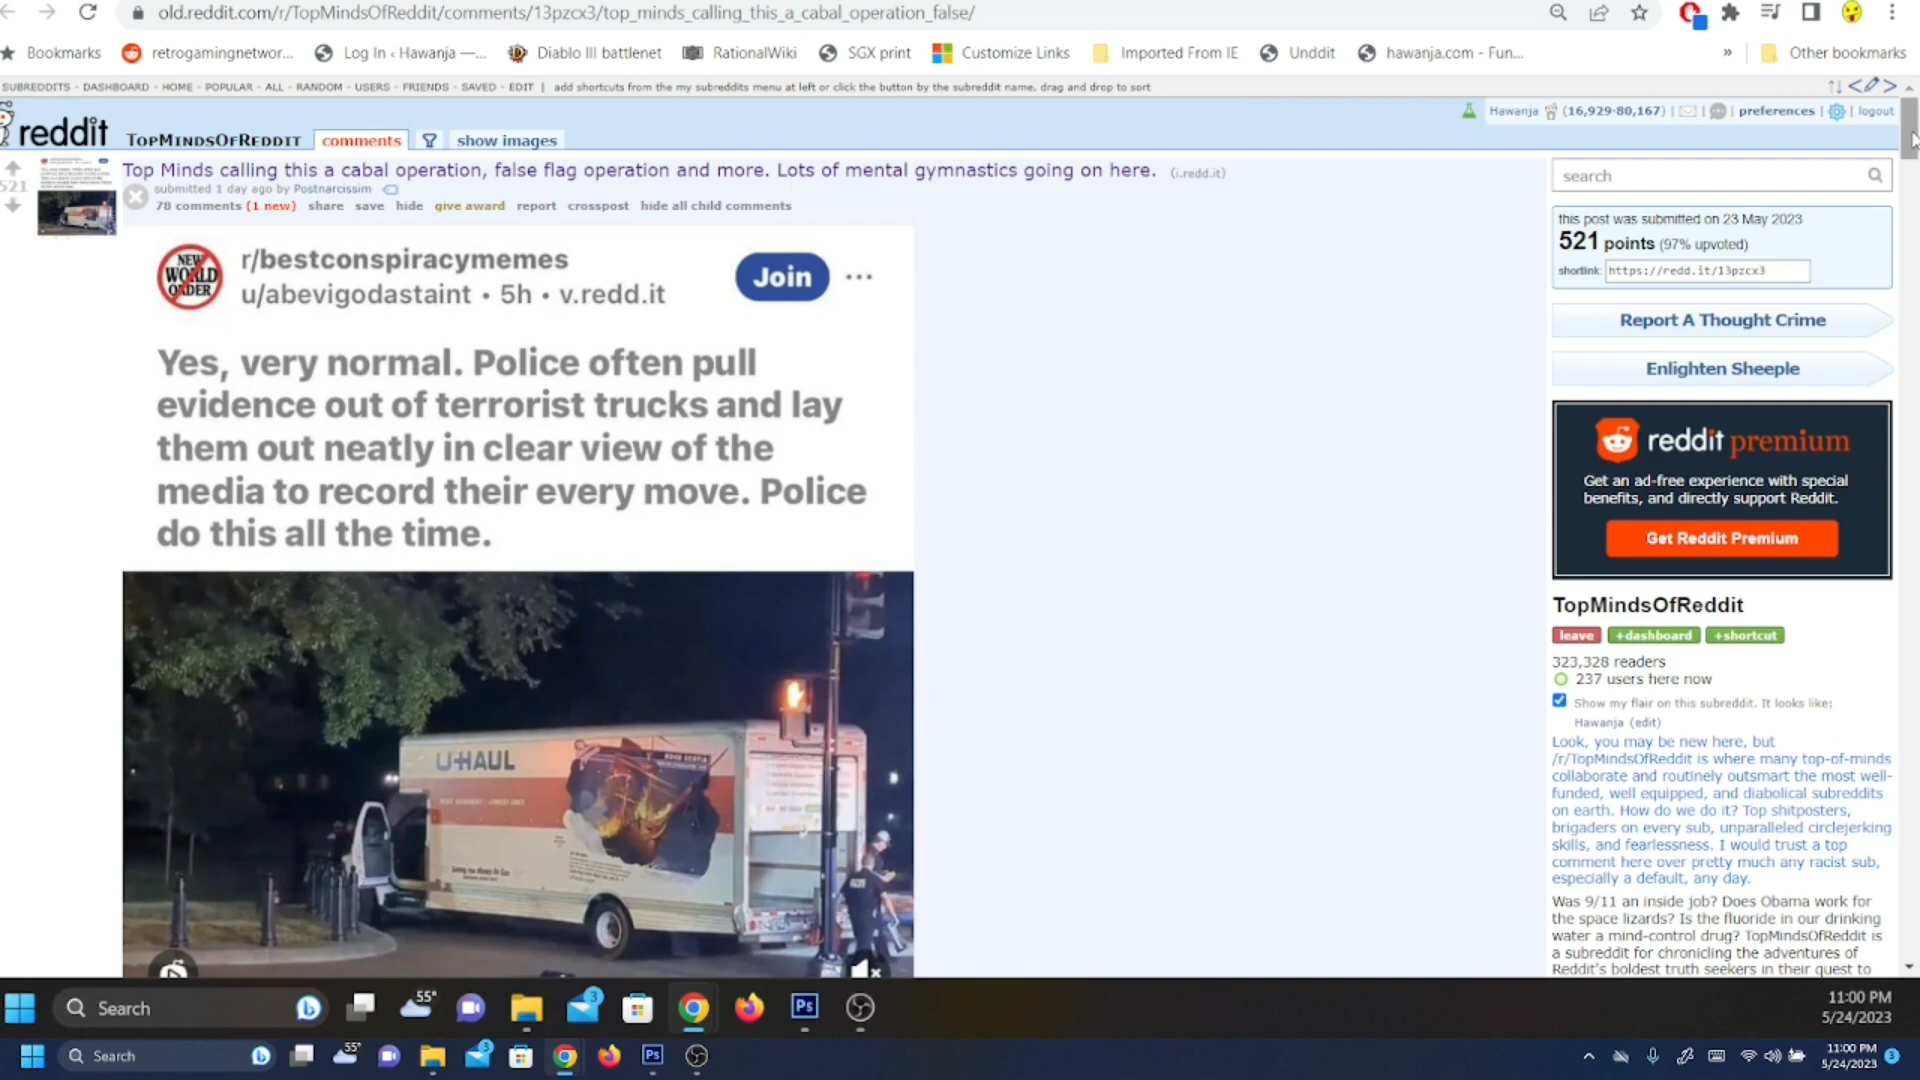 old.reddit.com/r/TopMindsOfReddit/comments/13pzcx3/top_minds_calling_this_a_cabal_operation_false/
Bookmarks retrogamingnetwor... Log In ‹ Hawanja —... Diablo III battlenet RationalWiki SGX print Customize Links Imported From IE Unddit hawanja.com - Fun... » Other bookmarks
SUBREDDITS - DASHBOARD - HOME - POPULAR - ALL - RANDOM - USERS - FRIENDS - SAVED - EDIT | add shortcuts from the my subreddits menu at left or click the button by the subreddit name, drag and drop to sort
Hawanja (16,929·80,167) | | | preferences | | logout
reddit TOPMINDSOFREDDIT comments show images
Top Minds calling this a cabal operation, false flag operation and more. Lots of mental gymnastics going on here. (i.redd.it)
521
submitted 1 day ago by Postnarcissim
78 comments (1 new) share save hide give award report crosspost hide all child comments
NEW WORLD ORDER
r/bestconspiracymemes
u/abevigodastaint • 5h • v.redd.it
Join ...
Yes, very normal. Police often pull
evidence out of terrorist trucks and lay
them out neatly in clear view of the
media to record their every move. Police
do this all the time.
U-HAUL
NOVA SCOTIA
search
this post was submitted on 23 May 2023
521 points (97% upvoted)
shortlink: https://redd.it/13pzcx3
Report A Thought Crime
Enlighten Sheeple
reddit premium
Get an ad-free experience with special
benefits, and directly support Reddit.
Get Reddit Premium
TopMindsOfReddit
leave +dashboard +shortcut
323,328 readers
237 users here now
Show my flair on this subreddit. It looks like:
Hawanja (edit)
Look, you may be new here, but
/r/TopMindsOfReddit is where many top-of-minds
collaborate and routinely outsmart the most well-
funded, well equipped, and diabolical subreddits
on earth. How do we do it? Top shitposters,
brigaders on every sub, unparalleled circlejerking
skills, and fearlessness. I would trust a top
comment here over pretty much any racist sub,
especially a default, any day.
Was 9/11 an inside job? Does Obama work for
the space lizards? Is the fluoride in our drinking
water a mind-control drug? TopMindsOfReddit is
a subreddit for chronicling the adventures of
Reddit's boldest truth seekers in their quest to
Search 55° 3 Ps 11:00 PM
5/24/2023
Search 55° 3 Ps 11:00 PM
5/24/2023 3